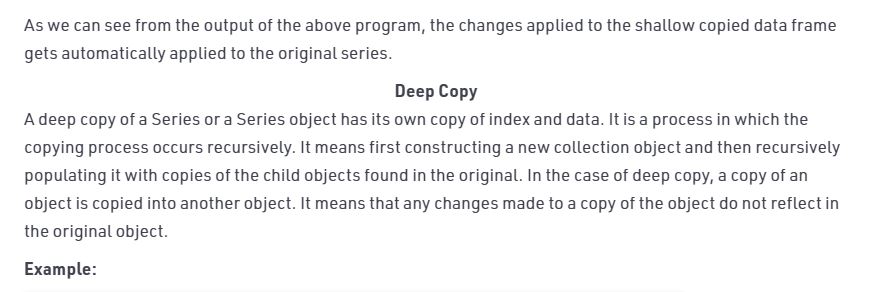 As we can see from the output of the above program, the changes applied to the shallow copied data frame
gets automatically applied to the original series.
Deep Copy
A deep copy of a Series or a Series object has its own copy of index and data. It is a process in which the
copying process occurs recursively. It means first constructing a new collection object and then recursively
populating it with copies of the child objects found in the original. In the case of deep copy, a copy of an
object is copied into another object. It means that any changes made to a copy of the object do not reflect in
the original object.
Example: